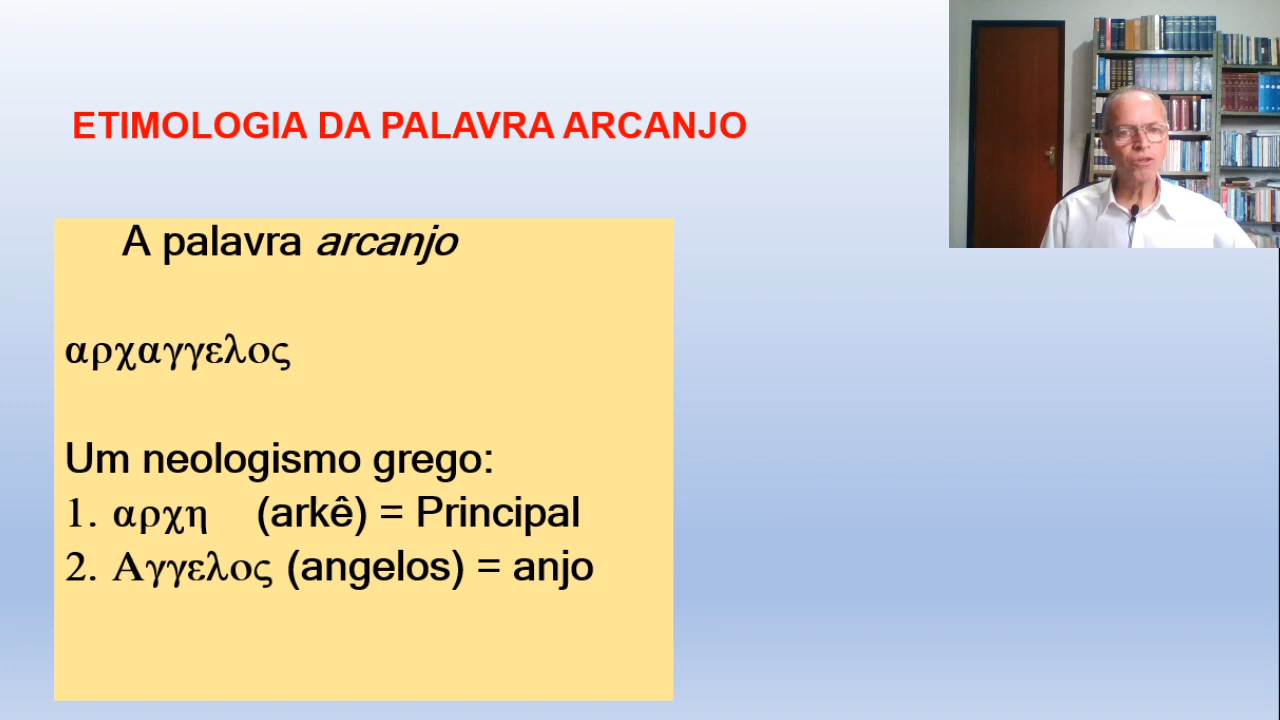 ETIMOLOGIA DA PALAVRA ARCANJO
A palavra arcanjo
αρχαγγελος
Um neologismo grego:
1. αρχη (arkê) = Principal
2. Αγγελος (angelos) = anjo